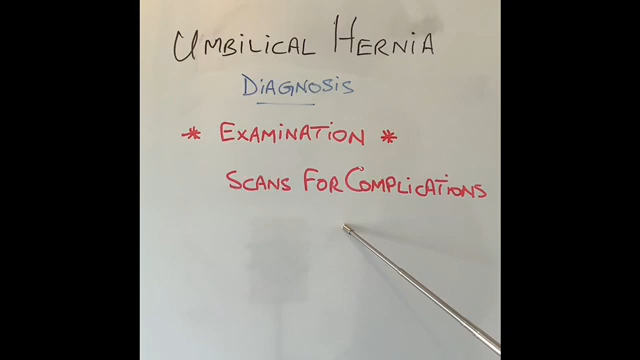 Umbilical Hernia
Diagnosis
* Examination *
Scans For Complications